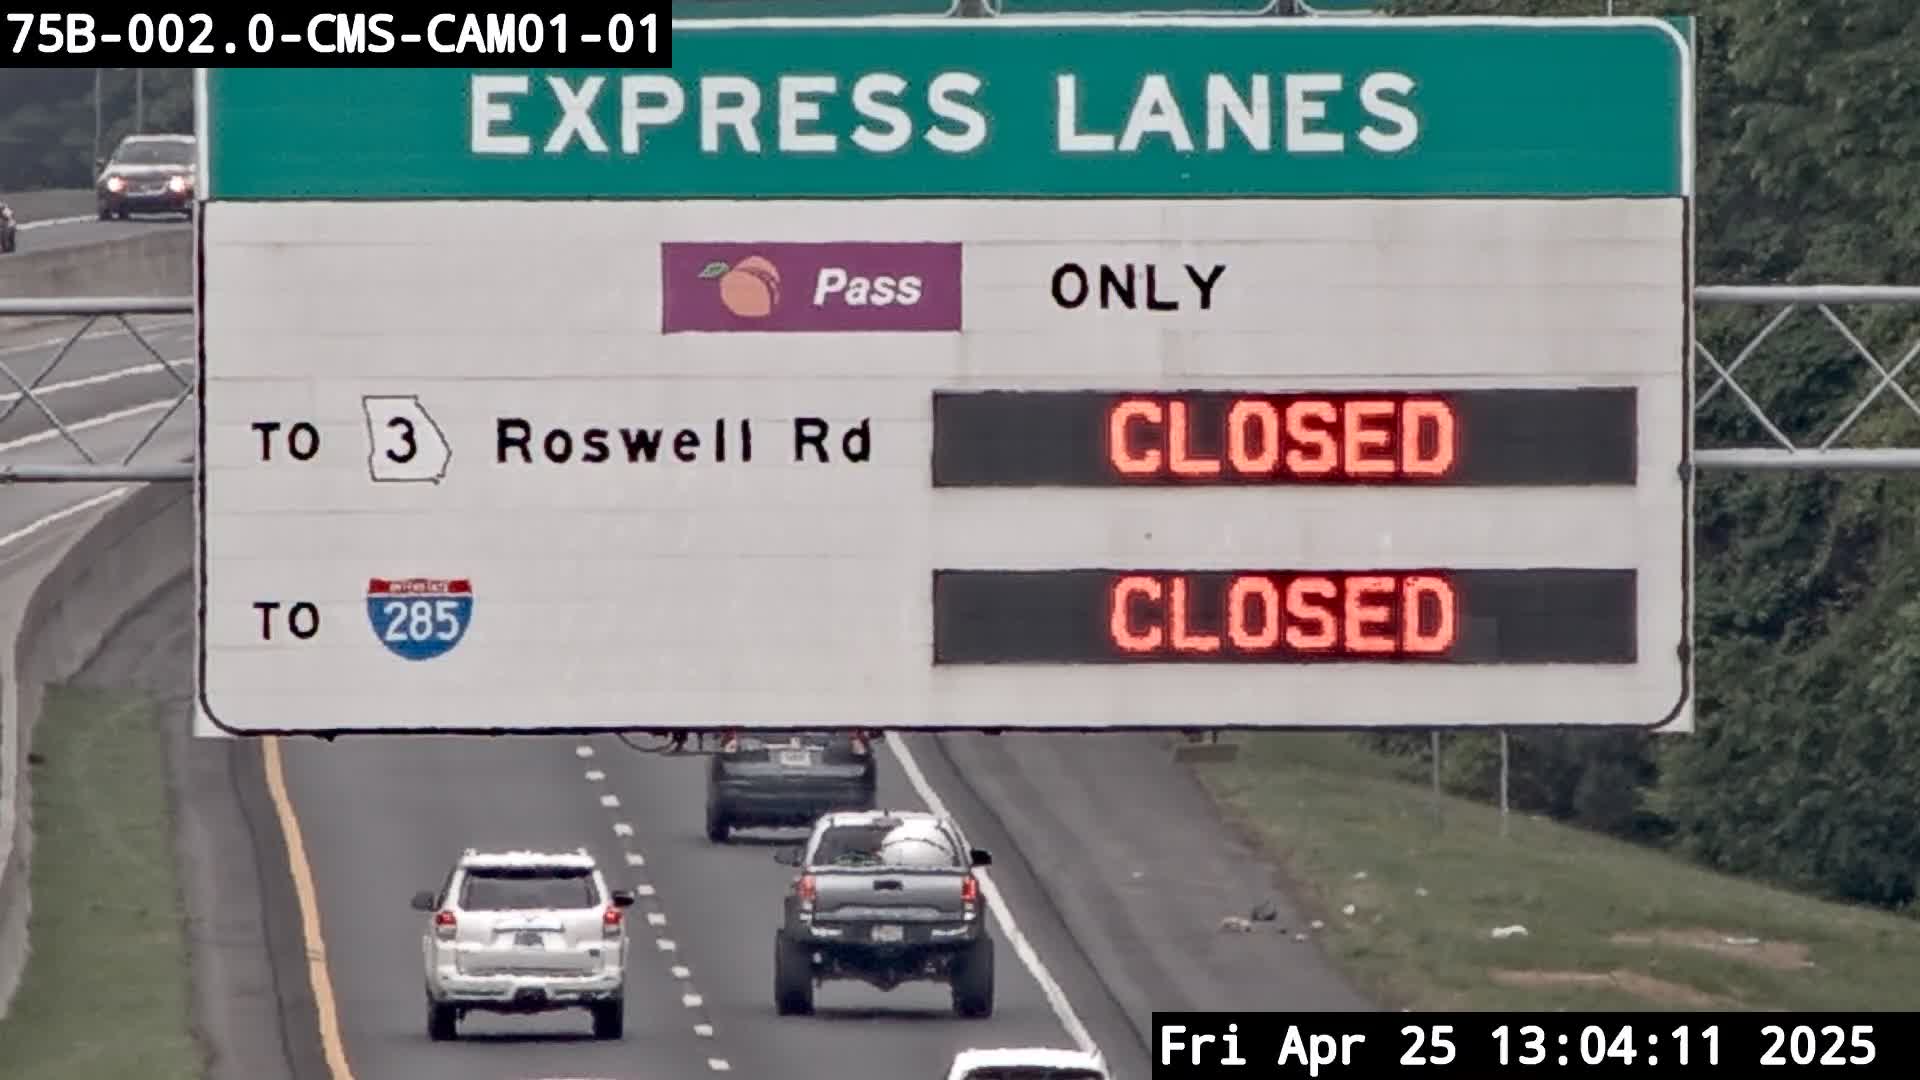 75B-002.0-CMS-CAM01-01
EXPRESS LANES
Pass ONLY
TO 3 Roswell Rd CLOSED
TO 285 CLOSED
Fri Apr 25 13:04:11 2025